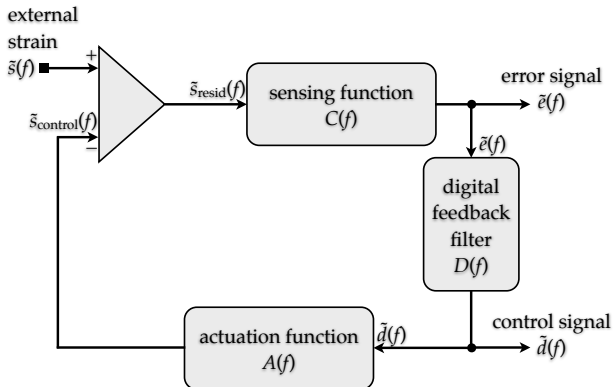 external
strain
s̃(f)
+
s̃control(f)
−
s̃resid(f)
sensing function
C(f)
error signal
ẽ(f)
ẽ(f)
digital
feedback
filter
D(f)
actuation function
A(f)
d̃(f)
control signal
d̃(f)